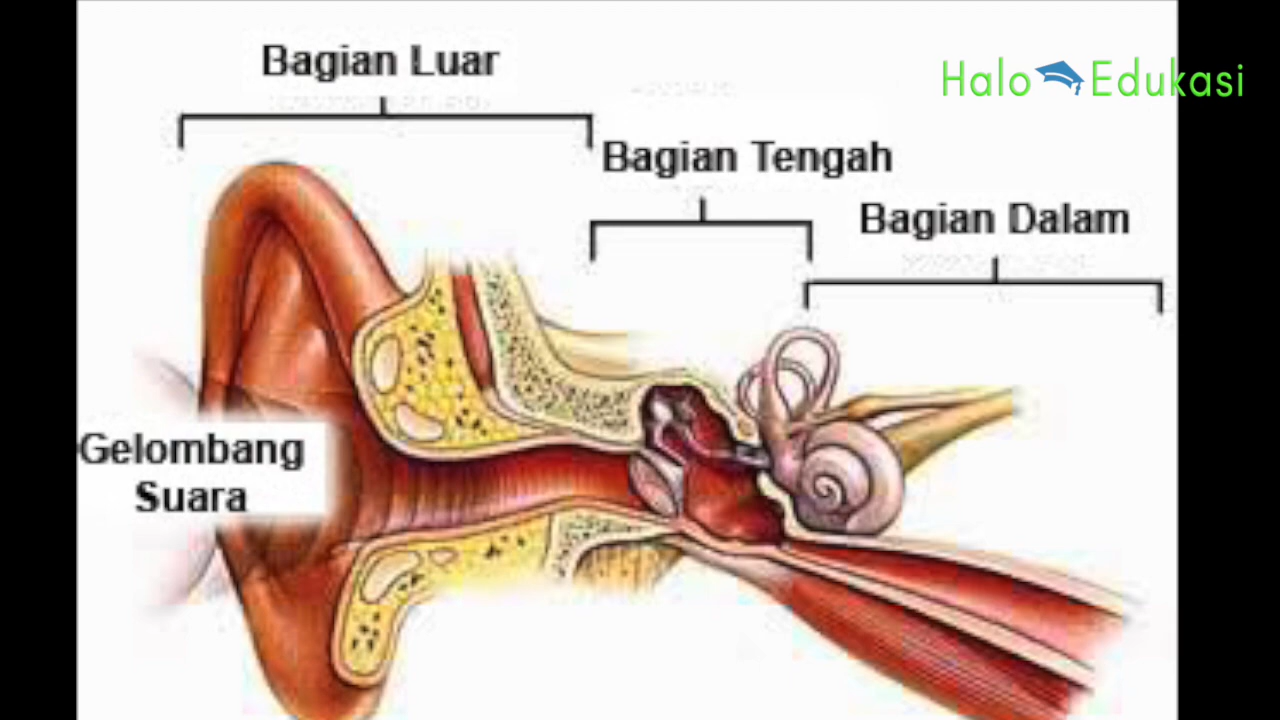 Bagian Luar
Halo Edukasi
Bagian Tengah
Bagian Dalam
Gelombang
Suara